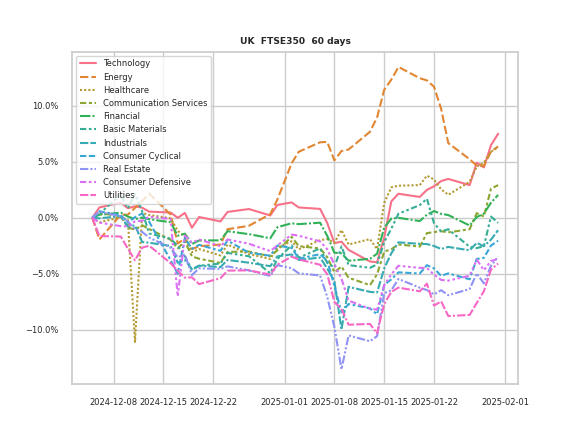 UK FTSE350 60 days
Technology
Energy
Healthcare
Communication Services
Financial
Basic Materials
Industrials
Consumer Cyclical
Real Estate
Consumer Defensive
Utilities
10.0%
5.0%
0.0%
−5.0%
−10.0%
2024-12-08 2024-12-15 2024-12-22 2025-01-01 2025-01-08 2025-01-15 2025-01-22 2025-02-01